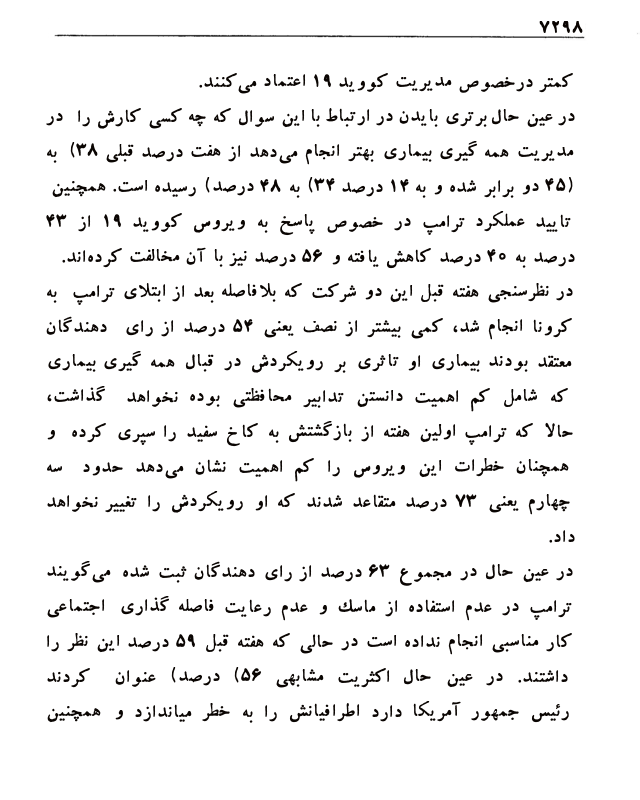 ۷۲۹۸
کمتر درخصوص مدیریت کووید ۱۹ اعتماد می‌کنند.
در عین حال برتری بایدن در ارتباط با این سوال که چه کسی کارش را در
مدیریت همه گیری بیماری بهتر انجام می‌دهد از هفت درصد قبلی ۳۸) به
(۴۵ دو برابر شده و به ۱۴ درصد ۳۴) به ۴۸ درصد) رسیده است. همچنین
تایید عملکرد ترامپ در خصوص پاسخ به ویروس کووید ۱۹ از ۴۳
درصد به ۴۰ درصد کاهش یافته و ۵۶ درصد نیز با آن مخالفت کرده‌اند.
در نظرسنجی هفته قبل این دو شرکت که بلافاصله بعد از ابتلای ترامپ به
کرونا انجام شد، کمی بیشتر از نصف یعنی ۵۴ درصد از رای دهندگان
معتقد بودند بیماری او تاثری بر رویکردش در قبال همه گیری بیماری
که شامل کم اهمیت دانستن تدابیر محافظتی بوده نخواهد گذاشت،
حالا که ترامپ اولین هفته از بازگشتش به کاخ سفید را سپری کرده و
همچنان خطرات این ویروس را کم اهمیت نشان می‌دهد حدود سه
چهارم یعنی ۷۳ درصد متقاعد شدند که او رویکردش را تغییر نخواهد
داد.
در عین حال در مجموع ۶۳ درصد از رای دهندگان ثبت شده می‌گویند
ترامپ در عدم استفاده از ماسك و عدم رعایت فاصله گذاری اجتماعی
کار مناسبی انجام نداده است در حالی که هفته قبل ۵۹ درصد این نظر را
داشتند. در عین حال اکثریت مشابهی ۵۶) درصد) عنوان کردند
رئیس جمهور آمریکا دارد اطرافیانش را به خطر میاندازد و همچنین